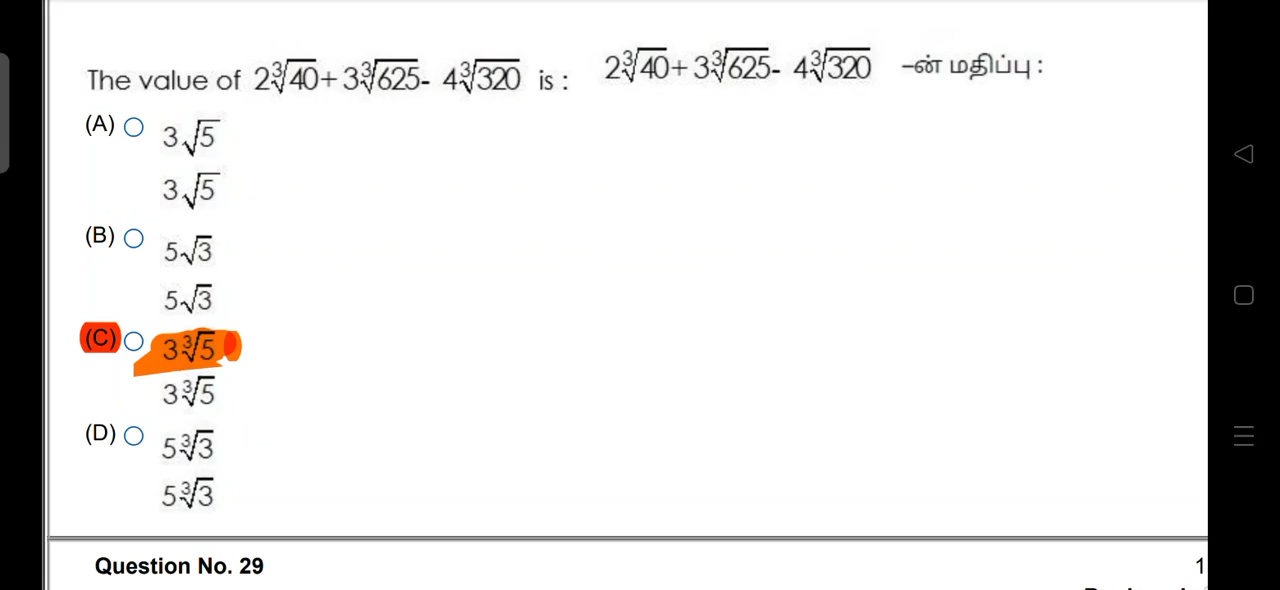 The value of 2∛40 + 3∛625 - 4∛320 is : 2∛40 + 3∛625 - 4∛320 –ன் மதிப்பு :
(A) 3√5
3√5
(B) 5√3
5√3
(C) 3∛5
3∛5
(D) 5∛3
5∛3
Question No. 29 1